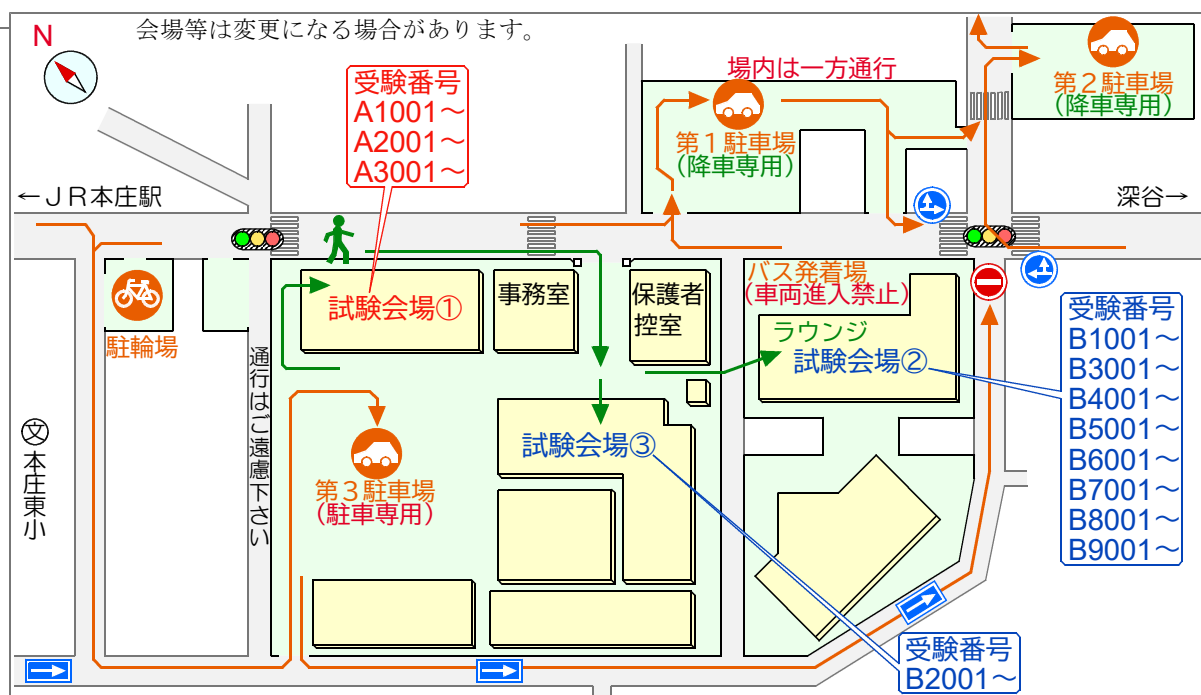 会場等は変更になる場合があります。
N
受験番号
A1001～
A2001～
A3001～
場内は一方通行
第1駐車場
(降車専用)
第2駐車場
(降車専用)
←ＪＲ本庄駅
深谷→
試験会場①
事務室
保護者
控室
バス発着場
(車両進入禁止)
ラウンジ
試験会場②
受験番号
B1001～
B3001～
B4001～
B5001～
B6001～
B7001～
B8001～
B9001～
駐輪場
通行はご遠慮下さい
文
本庄東小
試験会場③
第3駐車場
(駐車専用)
受験番号
B2001～